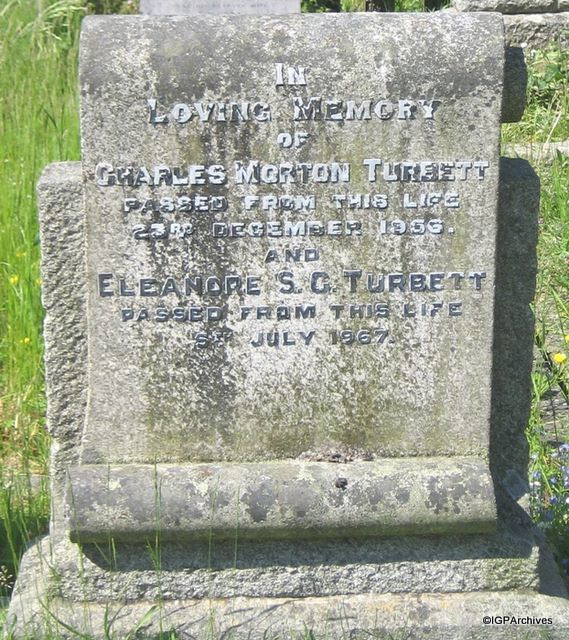 IN
LOVING MEMORY
OF
CHARLES MORTON TURBETT
PASSED FROM THIS LIFE
23RD DECEMBER 1956.
AND
ELEANORE S. G. TURBETT
PASSED FROM THIS LIFE
5TH JULY 1967.
©IGPArchives